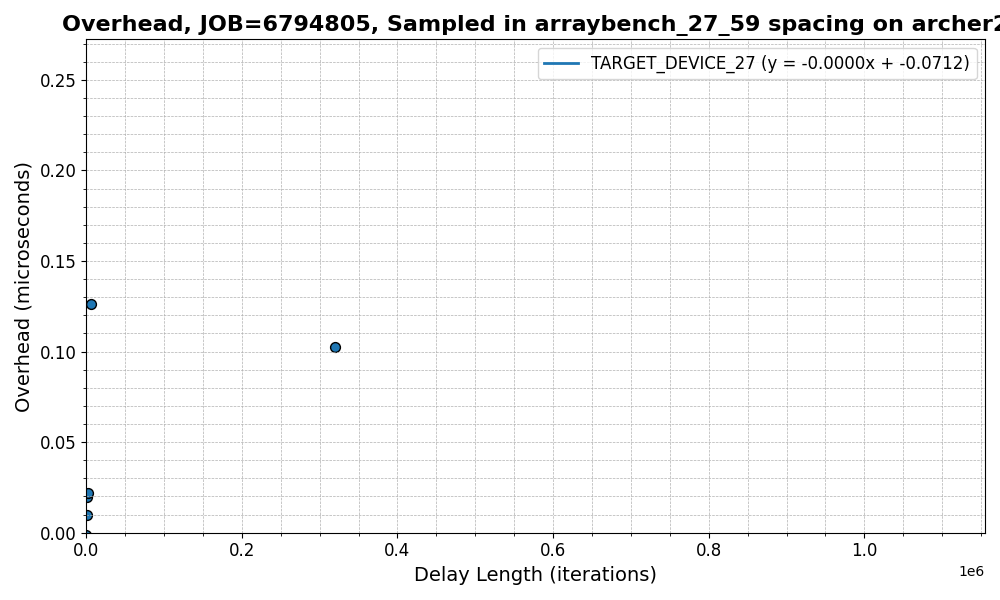 Overhead, JOB=6794805, Sampled in arraybench_27_59 spacing on archer2
TARGET_DEVICE_27 (y = -0.0000x + -0.0712)
Overhead (microseconds)
0.25
0.20
0.15
0.10
0.05
0.00
0.0 0.2 0.4 0.6 0.8 1.0
1e6
Delay Length (iterations)